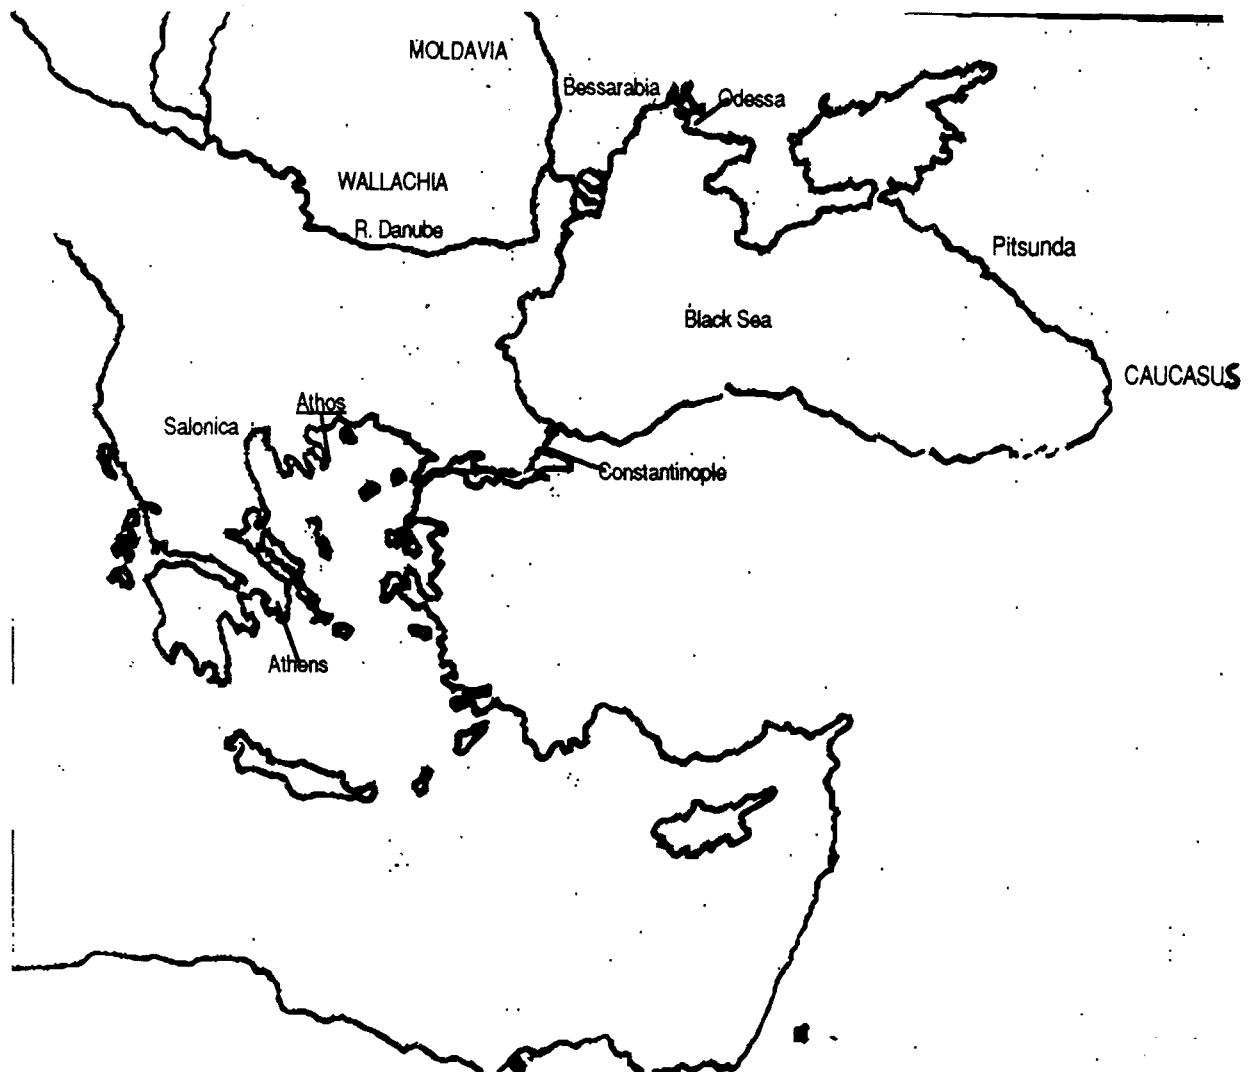 MOLDAVIA
Bessarabia
Odessa
WALLACHIA
R. Danube
Pitsunda
Black Sea
CAUCASUS
Athos
Salonica
Constantinople
Athens